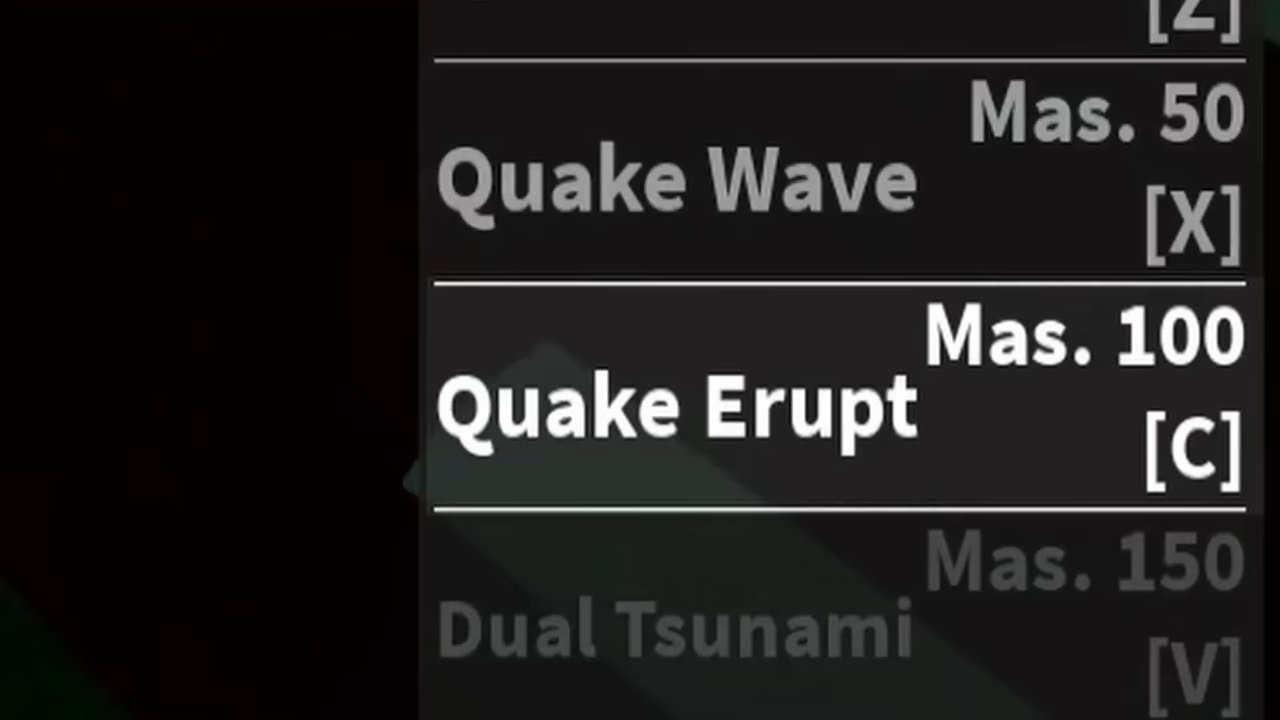 [Z]
Mas. 50
Quake Wave
[X]
Mas. 100
Quake Erupt
[C]
Mas. 150
Dual Tsunami
[V]